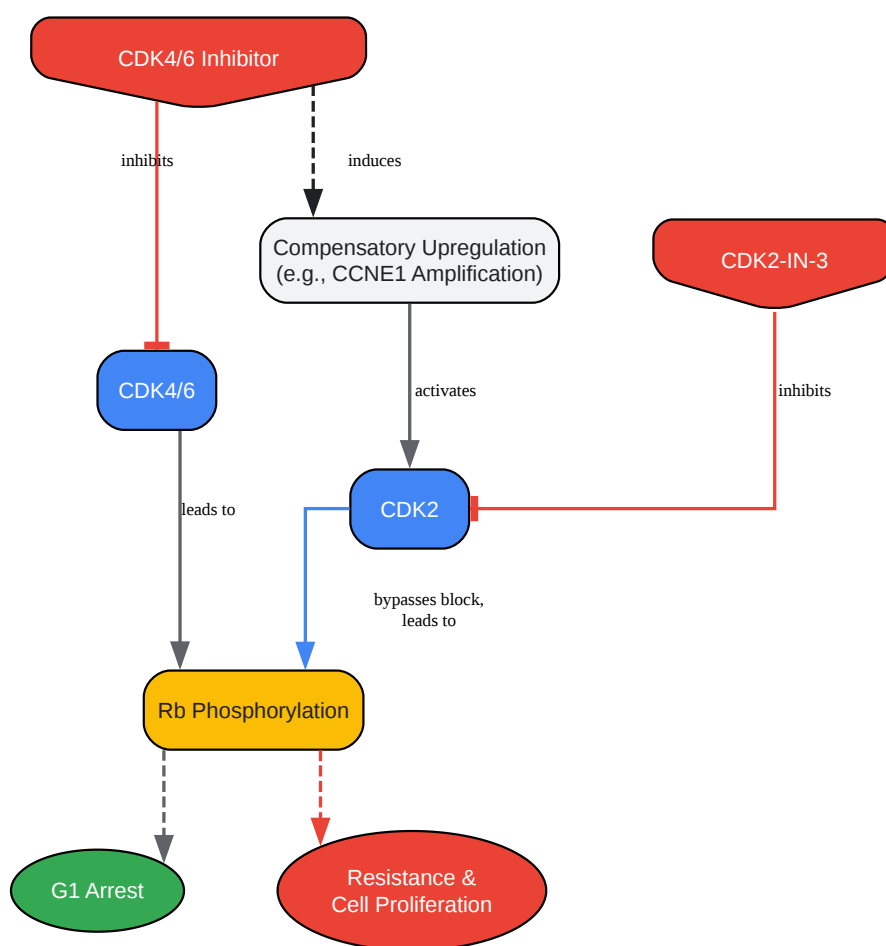 CDK4/6 Inhibitor
inhibits
induces
Compensatory Upregulation
(e.g., CCNE1 Amplification)
CDK2-IN-3
CDK4/6
activates
inhibits
leads to
CDK2
bypasses block,
leads to
Rb Phosphorylation
G1 Arrest
Resistance &
Cell Proliferation